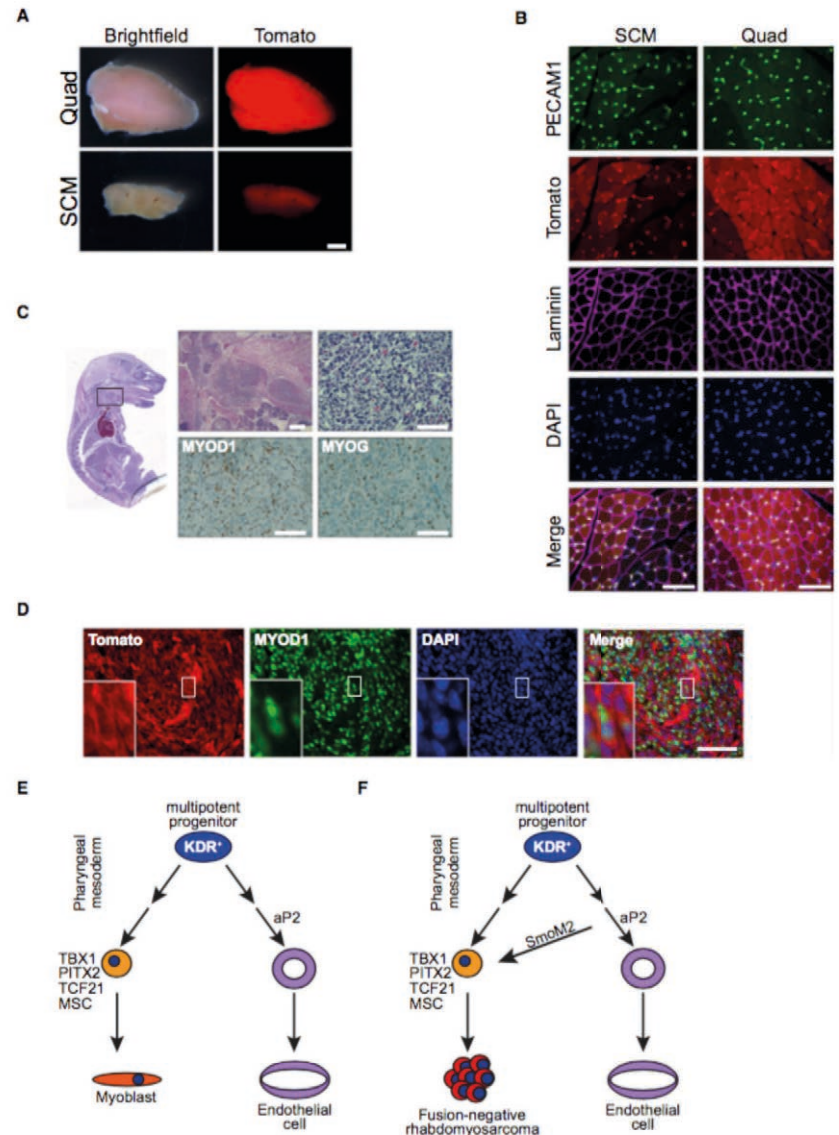 A
Brightfield
Tomato
Quad
SCM
B
SCM
Quad
PECAM1
Tomato
Laminin
DAPI
Merge
C
MYOD1
MYOG
D
Tomato
MYOD1
DAPI
Merge
E
multipotent
progenitor
KDR⁺
Pharyngeal
mesoderm
aP2
TBX1
PITX2
TCF21
MSC
Myoblast
Endothelial
cell
F
multipotent
progenitor
KDR⁺
Pharyngeal
mesoderm
aP2
SmoM2
TBX1
PITX2
TCF21
MSC
Fusion-negative
rhabdomyosarcoma
Endothelial
cell